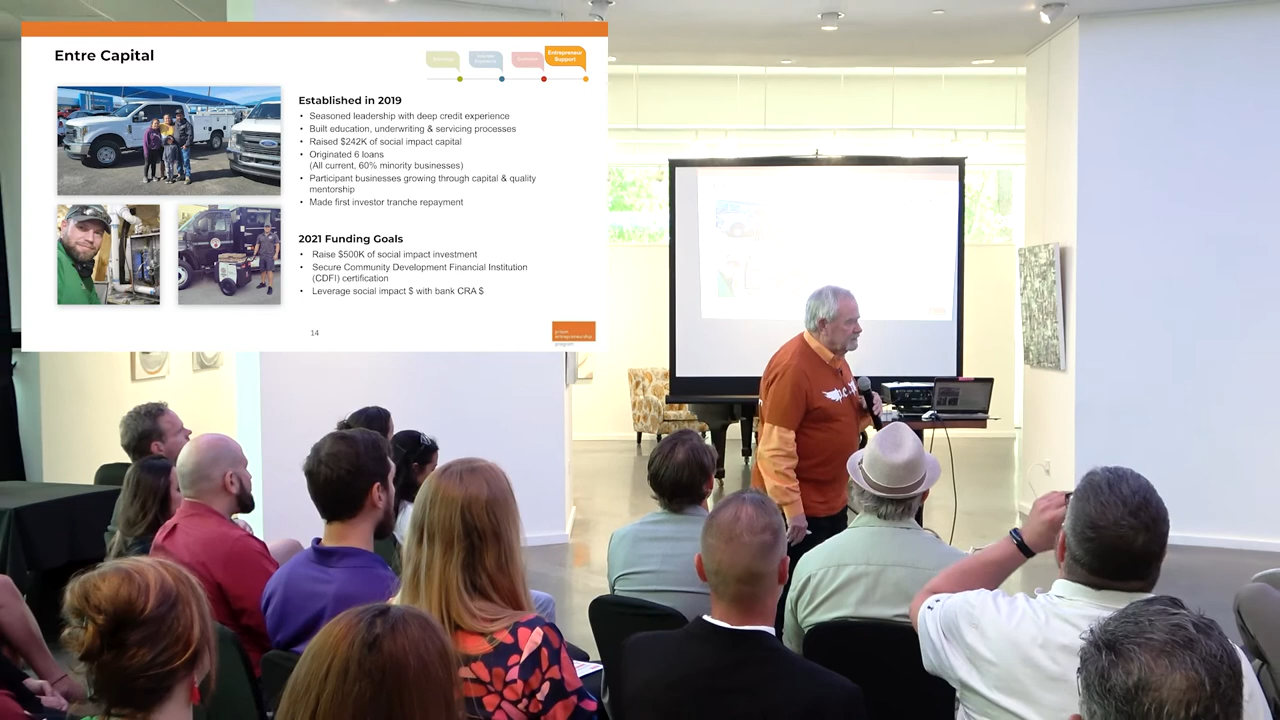 Entre Capital
Entrepreneur
Support
Established in 2019
• Seasoned leadership with deep credit experience
• Built education, underwriting & servicing processes
• Raised $242K of social impact capital
• Originated 6 loans
(All current, 60% minority businesses)
• Participant businesses growing through capital & quality
mentorship
• Made first investor tranche repayment
2021 Funding Goals
• Raise $500K of social impact investment
• Secure Community Development Financial Institution
(CDFI) certification
• Leverage social impact $ with bank CRA $
14
prison
entrepreneurship
program